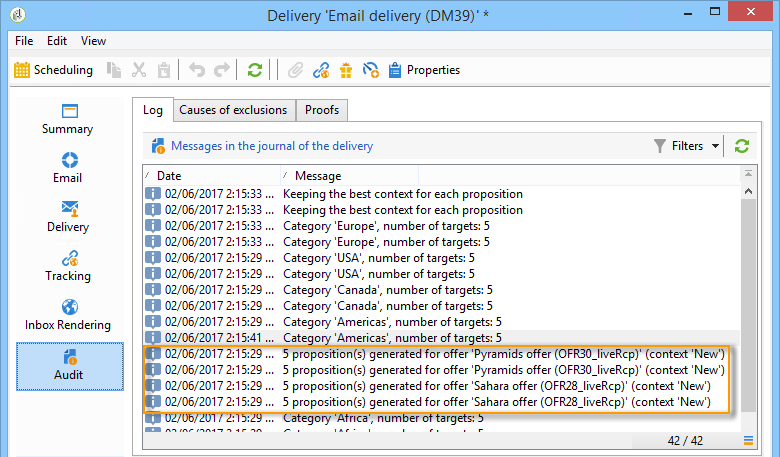 Delivery 'Email delivery (DM39)' *
File Edit View
Scheduling Properties
Summary
Email
Delivery
Tracking
Inbox Rendering
Audit
Log Causes of exclusions Proofs
Messages in the journal of the delivery Filters
Date Message
02/06/2017 2:15:33 ... Keeping the best context for each proposition
02/06/2017 2:15:33 ... Keeping the best context for each proposition
02/06/2017 2:15:33 ... Category 'Europe', number of targets: 5
02/06/2017 2:15:33 ... Category 'Europe', number of targets: 5
02/06/2017 2:15:29 ... Category 'USA', number of targets: 5
02/06/2017 2:15:29 ... Category 'USA', number of targets: 5
02/06/2017 2:15:29 ... Category 'Canada', number of targets: 5
02/06/2017 2:15:29 ... Category 'Canada', number of targets: 5
02/06/2017 2:15:29 ... Category 'Americas', number of targets: 5
02/06/2017 2:15:41 ... Category 'Americas', number of targets: 5
02/06/2017 2:15:29 ... 5 proposition(s) generated for offer 'Pyramids offer (OFR30_liveRcp)' (context 'New')
02/06/2017 2:15:29 ... 5 proposition(s) generated for offer 'Pyramids offer (OFR30_liveRcp)' (context 'New')
02/06/2017 2:15:29 ... 5 proposition(s) generated for offer 'Sahara offer (OFR28_liveRcp)' (context 'New')
02/06/2017 2:15:29 ... 5 proposition(s) generated for offer 'Sahara offer (OFR28_liveRcp)' (context 'New')
02/06/2017 2:15:29 ... Category 'Africa', number of targets: 5
02/06/2017 2:15:29 ... Category 'Africa', number of targets: 5
42 / 42